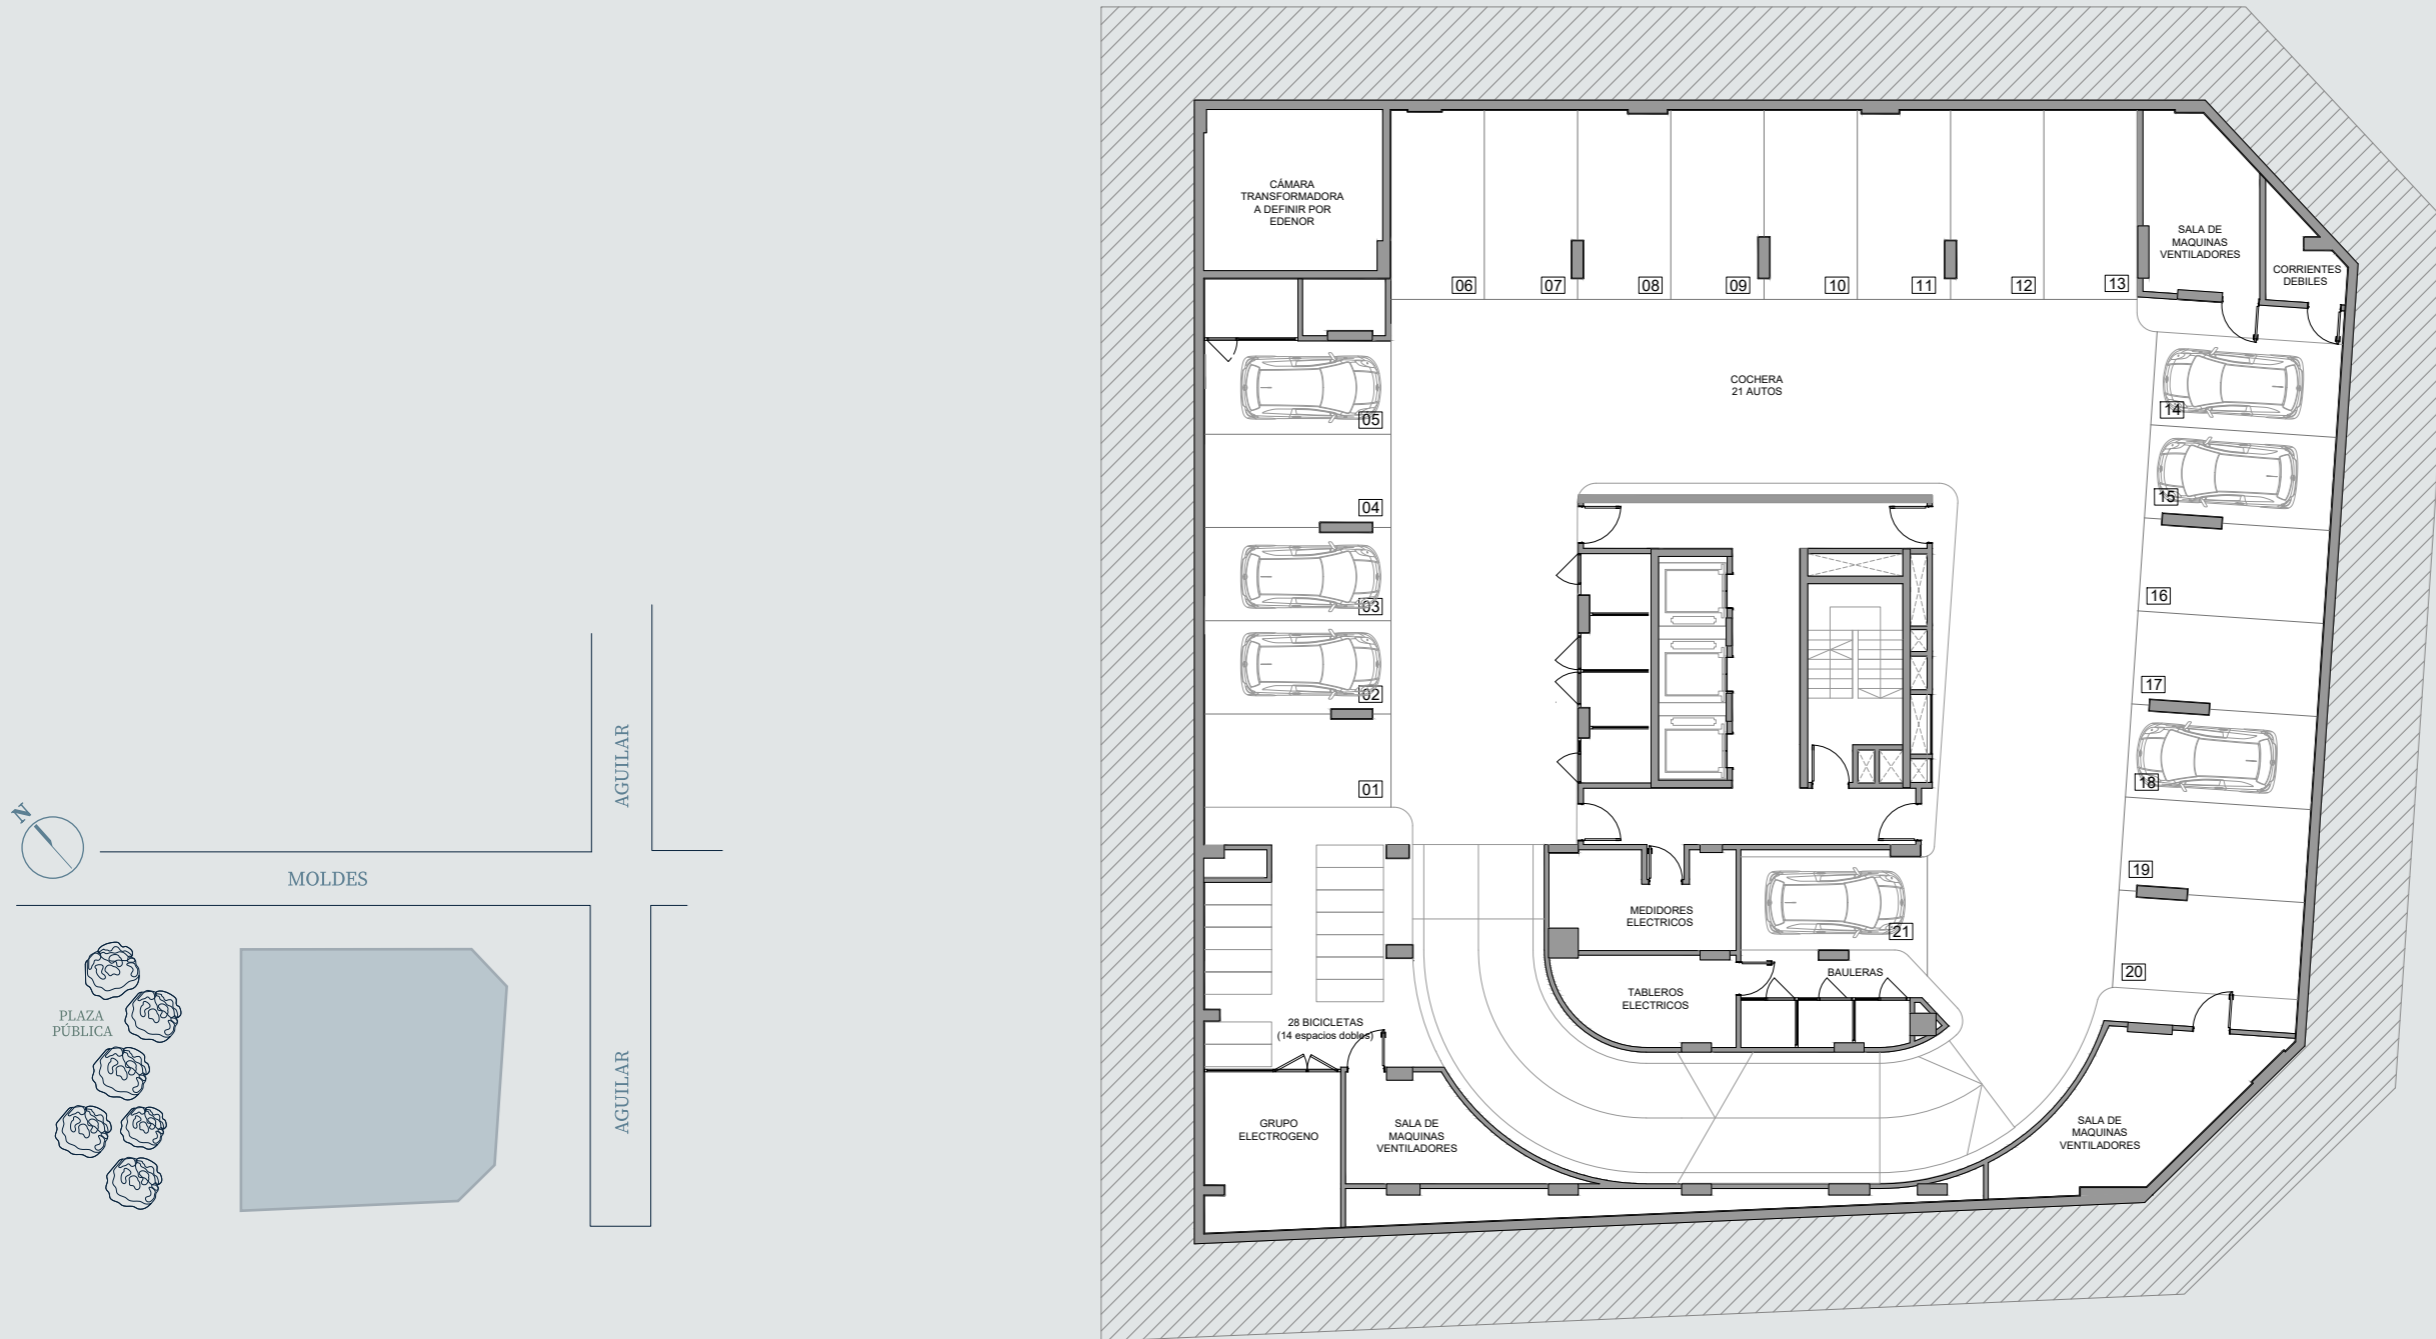 CÁMARA
TRANSFORMADORA
A DEFINIR POR
EDENOR
SALA DE
MAQUINAS
VENTILADORES
CORRIENTES
DEBILES
06
07
08
09
10
11
12
13
COCHERA
21 AUTOS
05
04
03
02
01
14
15
16
17
18
19
20
21
MEDIDORES
ELECTRICOS
TABLEROS
ELECTRICOS
BAULERAS
28 BICICLETAS
(14 espacios dobles)
GRUPO
ELECTROGENO
SALA DE
MAQUINAS
VENTILADORES
SALA DE
MAQUINAS
VENTILADORES
N
AGUILAR
MOLDES
PLAZA
PÚBLICA
AGUILAR